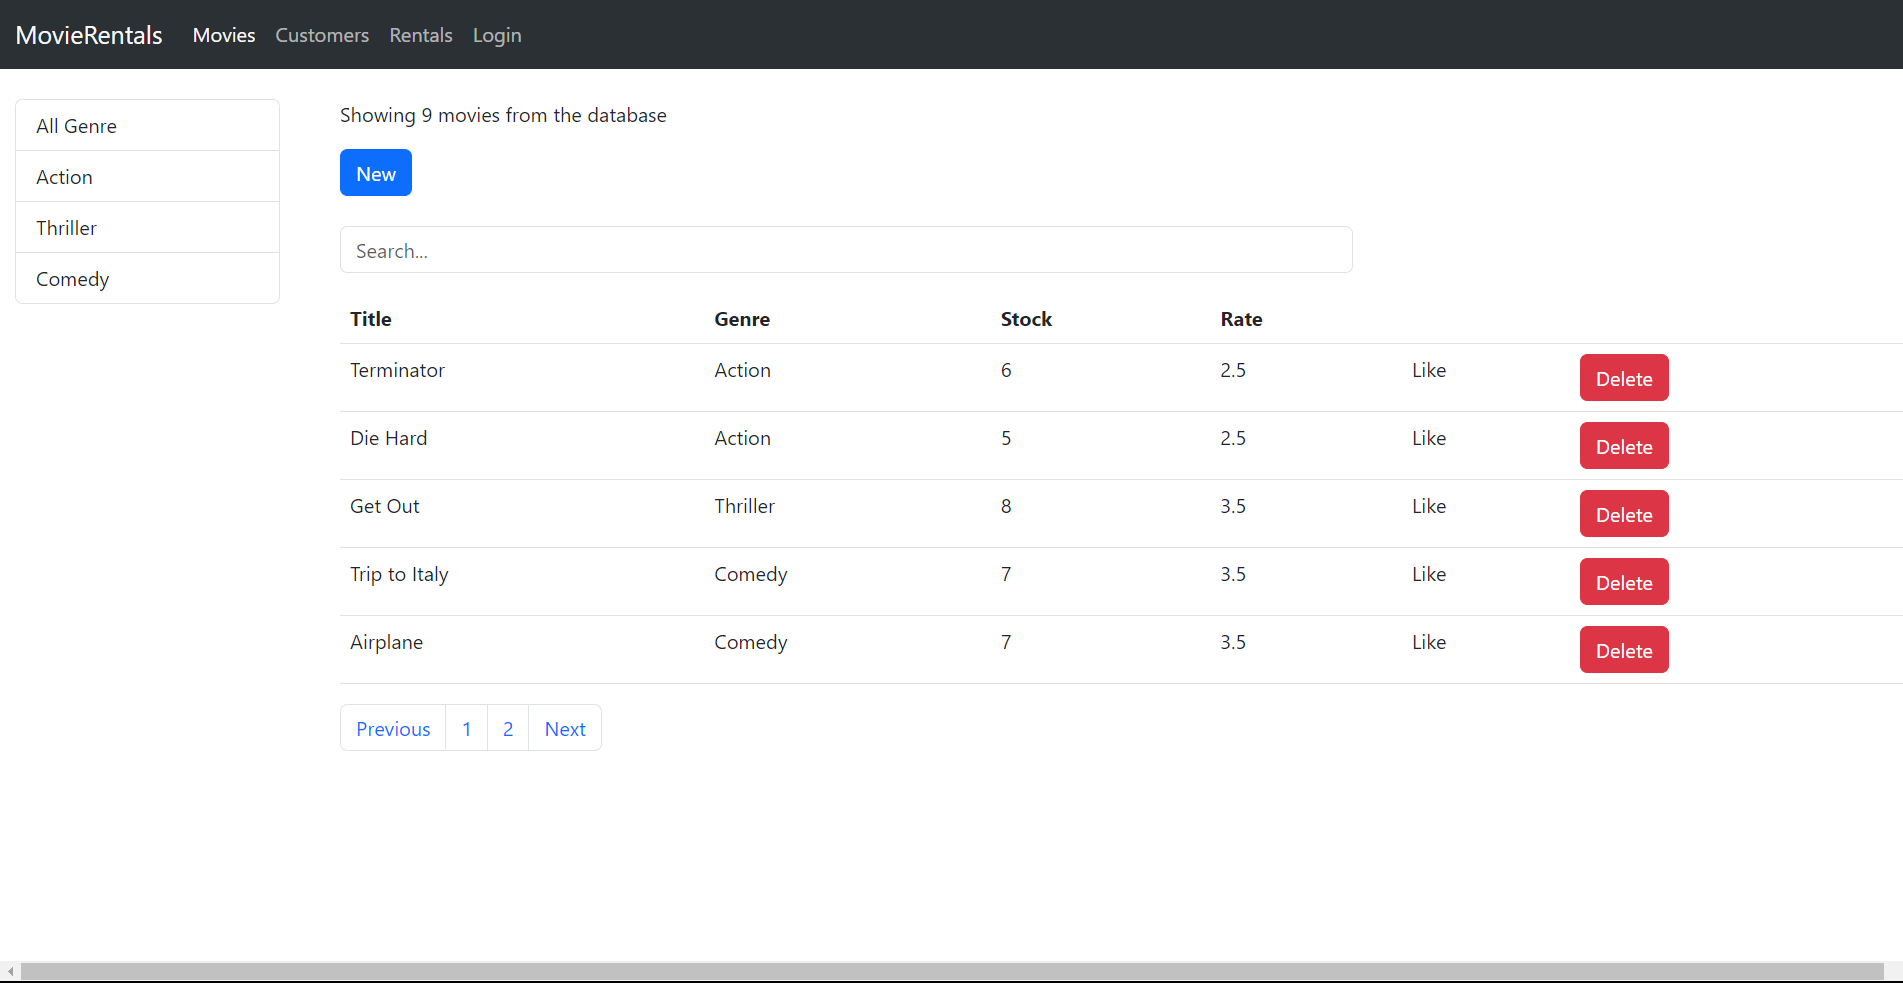 MovieRentals Movies Customers Rentals Login
All Genre
Action
Thriller
Comedy
Showing 9 movies from the database
New
Search...
Title Genre Stock Rate
Terminator Action 6 2.5 Like Delete
Die Hard Action 5 2.5 Like Delete
Get Out Thriller 8 3.5 Like Delete
Trip to Italy Comedy 7 3.5 Like Delete
Airplane Comedy 7 3.5 Like Delete
Previous 1 2 Next